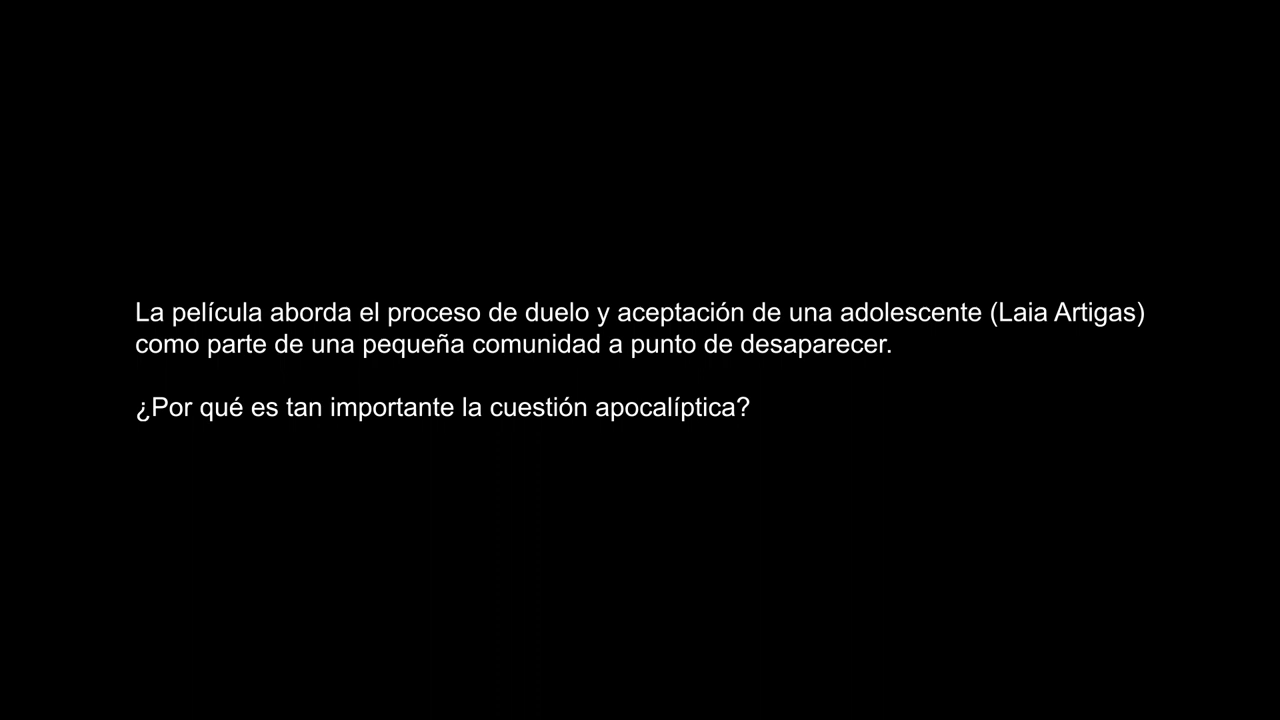 La película aborda el proceso de duelo y aceptación de una adolescente (Laia Artigas)
como parte de una pequeña comunidad a punto de desaparecer.
¿Por qué es tan importante la cuestión apocalíptica?